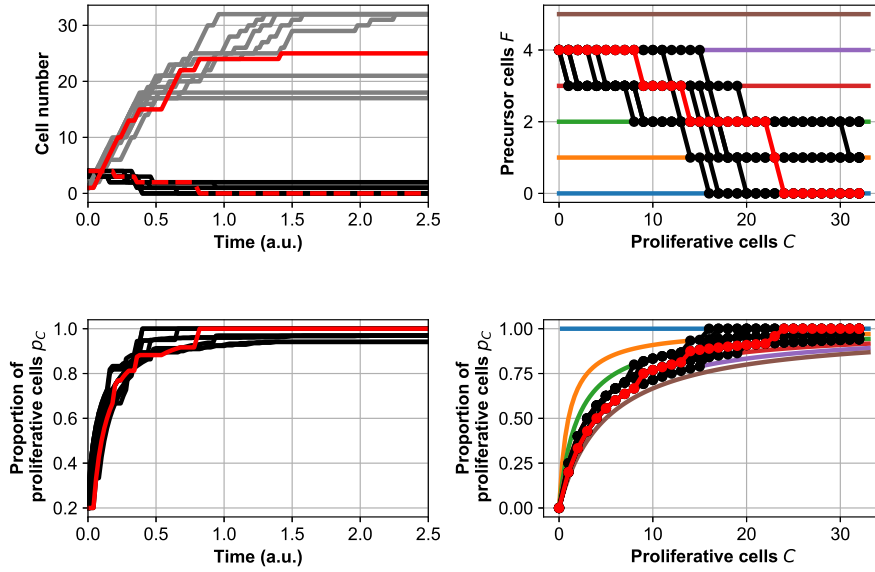 30
20
10
0
Cell number
0.0 0.5 1.0 1.5 2.0 2.5
Time (a.u.)
4
2
0
Precursor cells F
0 10 20 30
Proliferative cells C
1.0
0.8
0.6
0.4
0.2
Proportion of
proliferative cells pC
0.0 0.5 1.0 1.5 2.0 2.5
Time (a.u.)
1.00
0.75
0.50
0.25
0.00
Proportion of
proliferative cells pC
0 10 20 30
Proliferative cells C